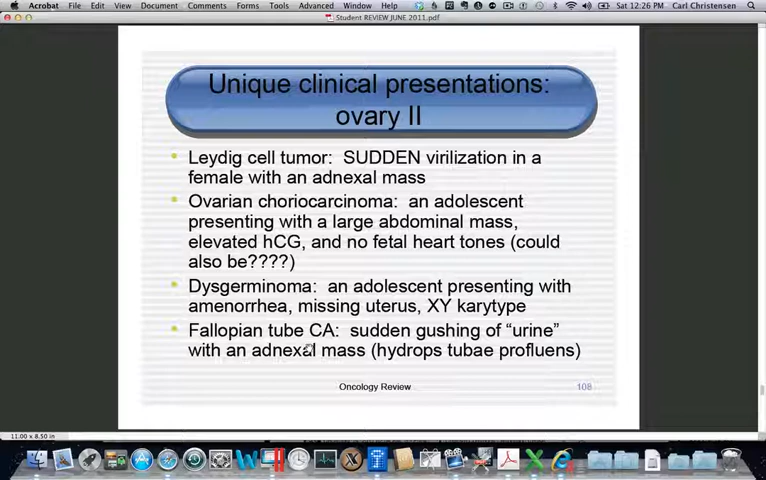 Acrobat File Edit View Document Comments Forms Tools Advanced Window Help Sat 12:26 PM Carl Christensen
Student REVIEW JUNE 2011.pdf
Unique clinical presentations:
ovary II
Leydig cell tumor: SUDDEN virilization in a
female with an adnexal mass
Ovarian choriocarcinoma: an adolescent
presenting with a large abdominal mass,
elevated hCG, and no fetal heart tones (could
also be????)
Dysgerminoma: an adolescent presenting with
amenorrhea, missing uterus, XY karytype
Fallopian tube CA: sudden gushing of “urine”
with an adnexal mass (hydrops tubae profluens)
Oncology Review 108
11.00 x 8.50 in